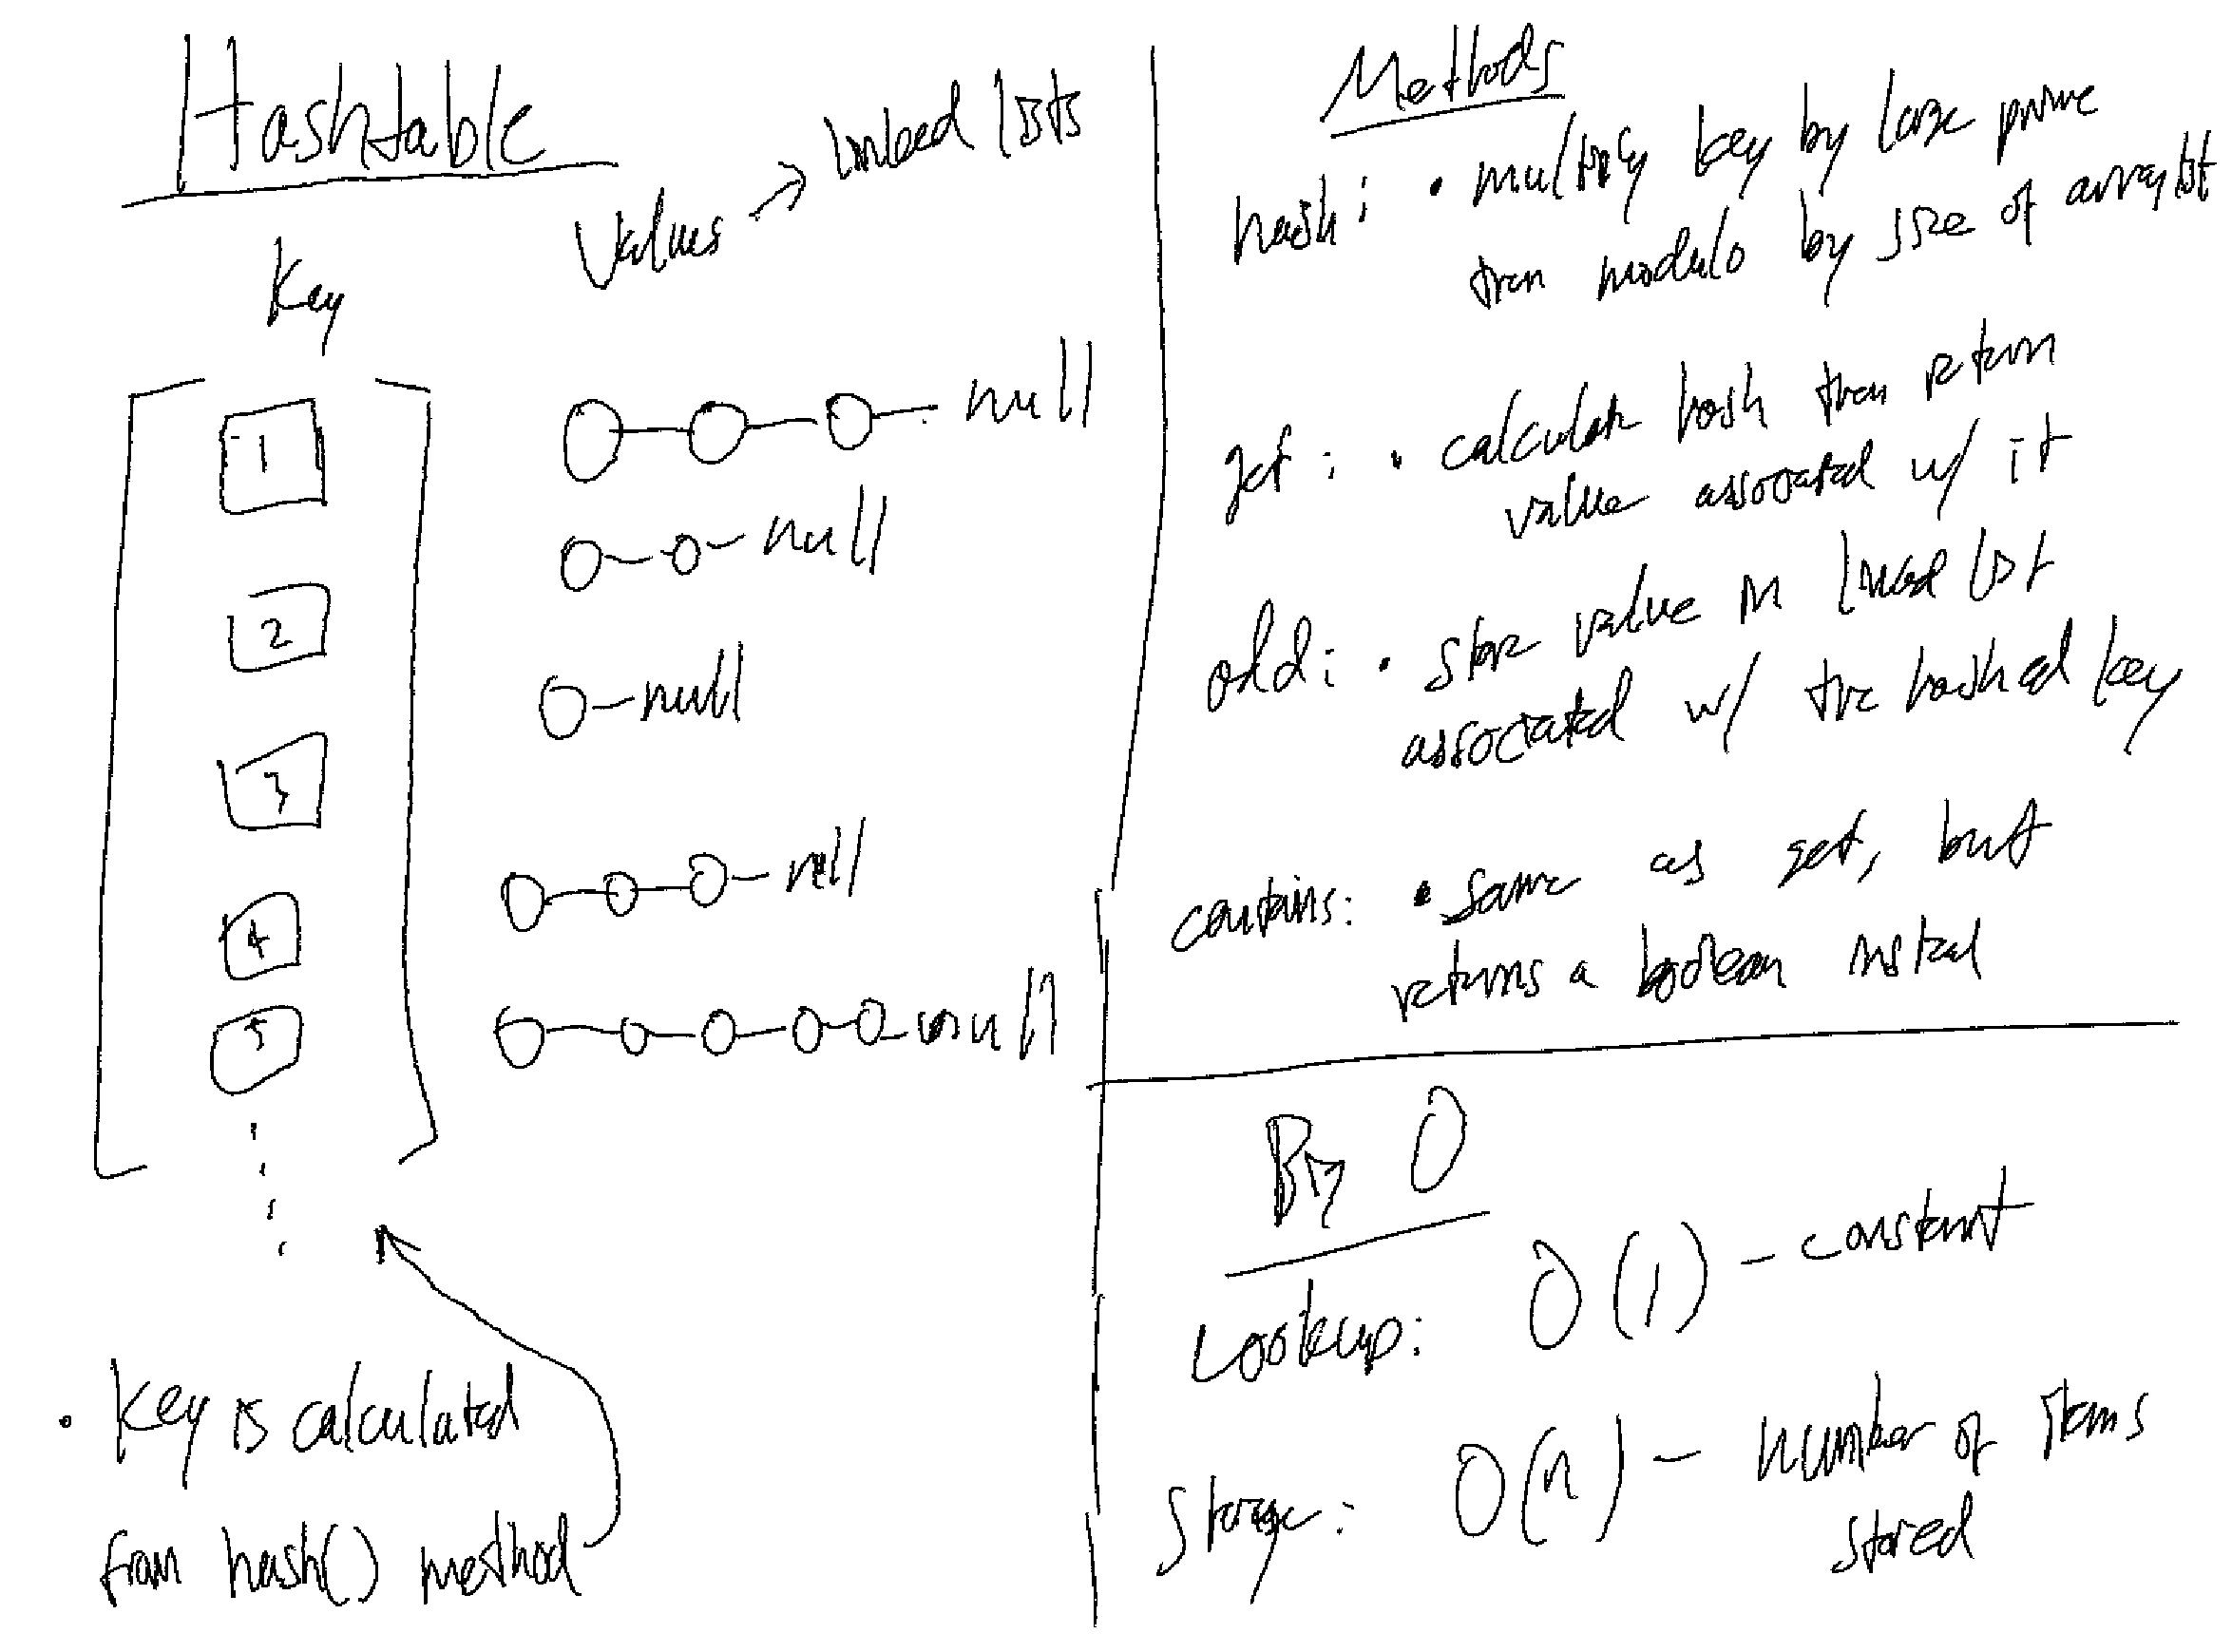 Hashtable
Values → linked lists
Key
1
2
3
4
5
null
null
null
null
null
• Key is calculated
from hash() method
Methods
hash: • multiply key by large prime
then modulo by size of arraylist
get: • calculate hash then return
value associated w/ it
add: • store value in linked list
associated w/ the hashed key
contains: • same as get, but
returns a boolean instead
Big O
Lookup: O(1) - constant
Storage: O(n) - number of items
stored